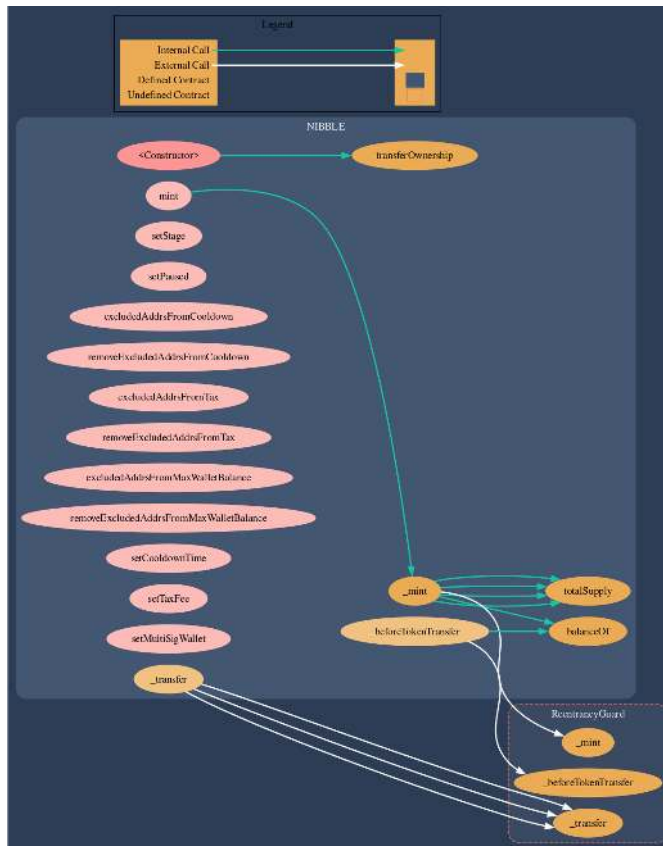 Legend
Internal Call
External Call
Defined Contract
Undefined Contract
NIBBLE
<Constructor>
transferOwnership
mint
setStage
setPaused
excludedAddrsFromCooldown
removeExcludedAddrsFromCooldown
excludedAddrsFromTax
removeExcludedAddrsFromTax
excludedAddrsFromMaxWalletBalance
removeExcludedAddrsFromMaxWalletBalance
setCooldownTime
_mint
totalSupply
setTaxFee
setMultiSigWallet
_beforeTokenTransfer
balanceOf
_transfer
ReentrancyGuard
_mint
_beforeTokenTransfer
_transfer